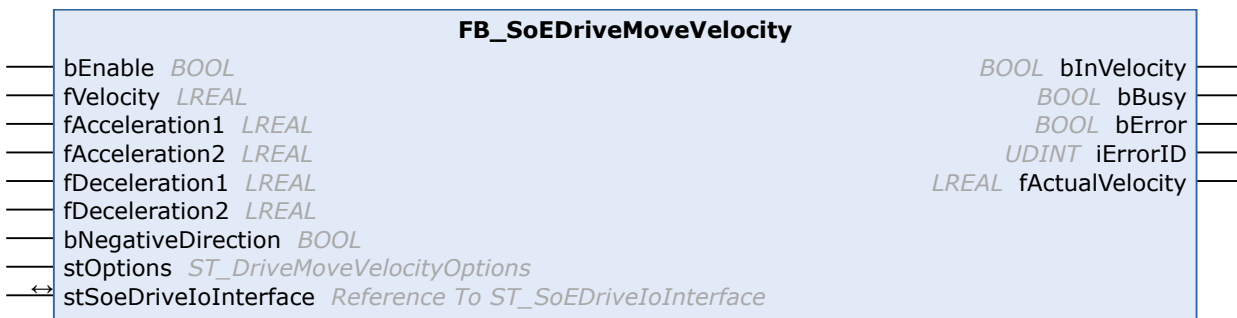 FB_SoEDriveMoveVelocity
bEnable BOOL BOOL bInVelocity
fVelocity LREAL BOOL bBusy
fAcceleration1 LREAL BOOL bError
fAcceleration2 LREAL UDINT iErrorID
fDeceleration1 LREAL LREAL fActualVelocity
fDeceleration2 LREAL
bNegativeDirection BOOL
stOptions ST_DriveMoveVelocityOptions
stSoeDriveIoInterface Reference To ST_SoEDriveIoInterface